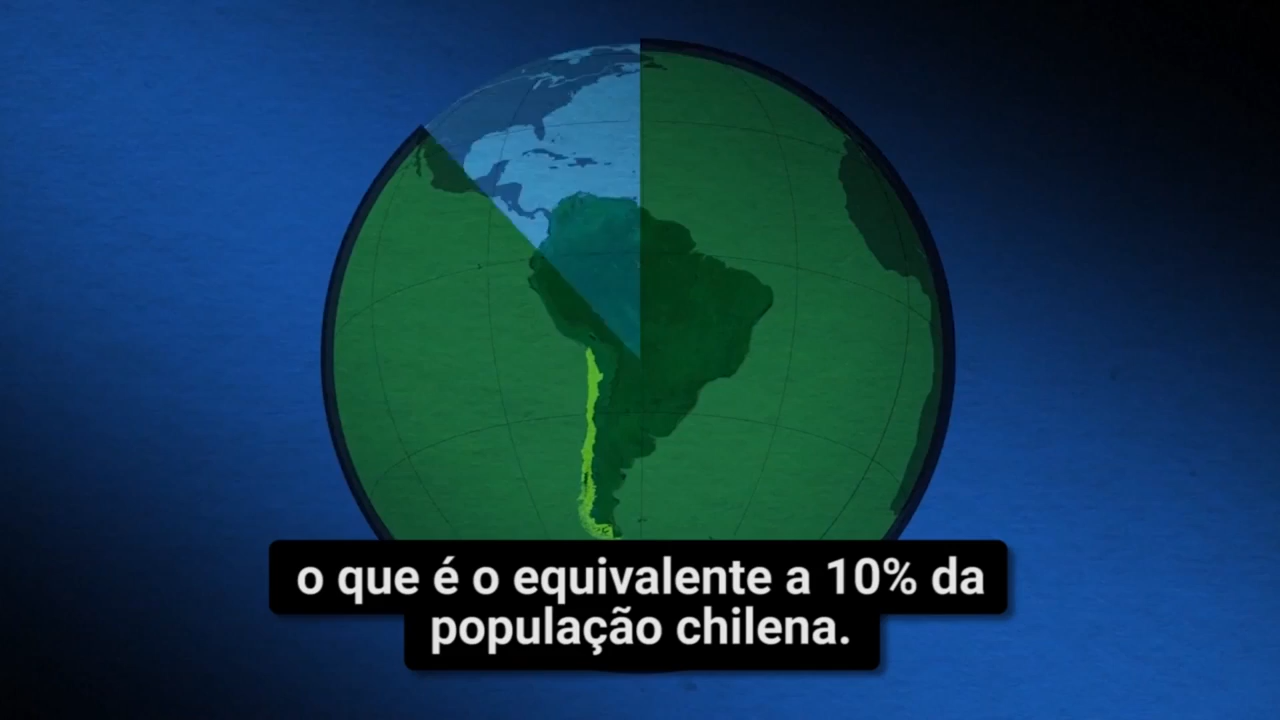 o que é o equivalente a 10% da
população chilena.